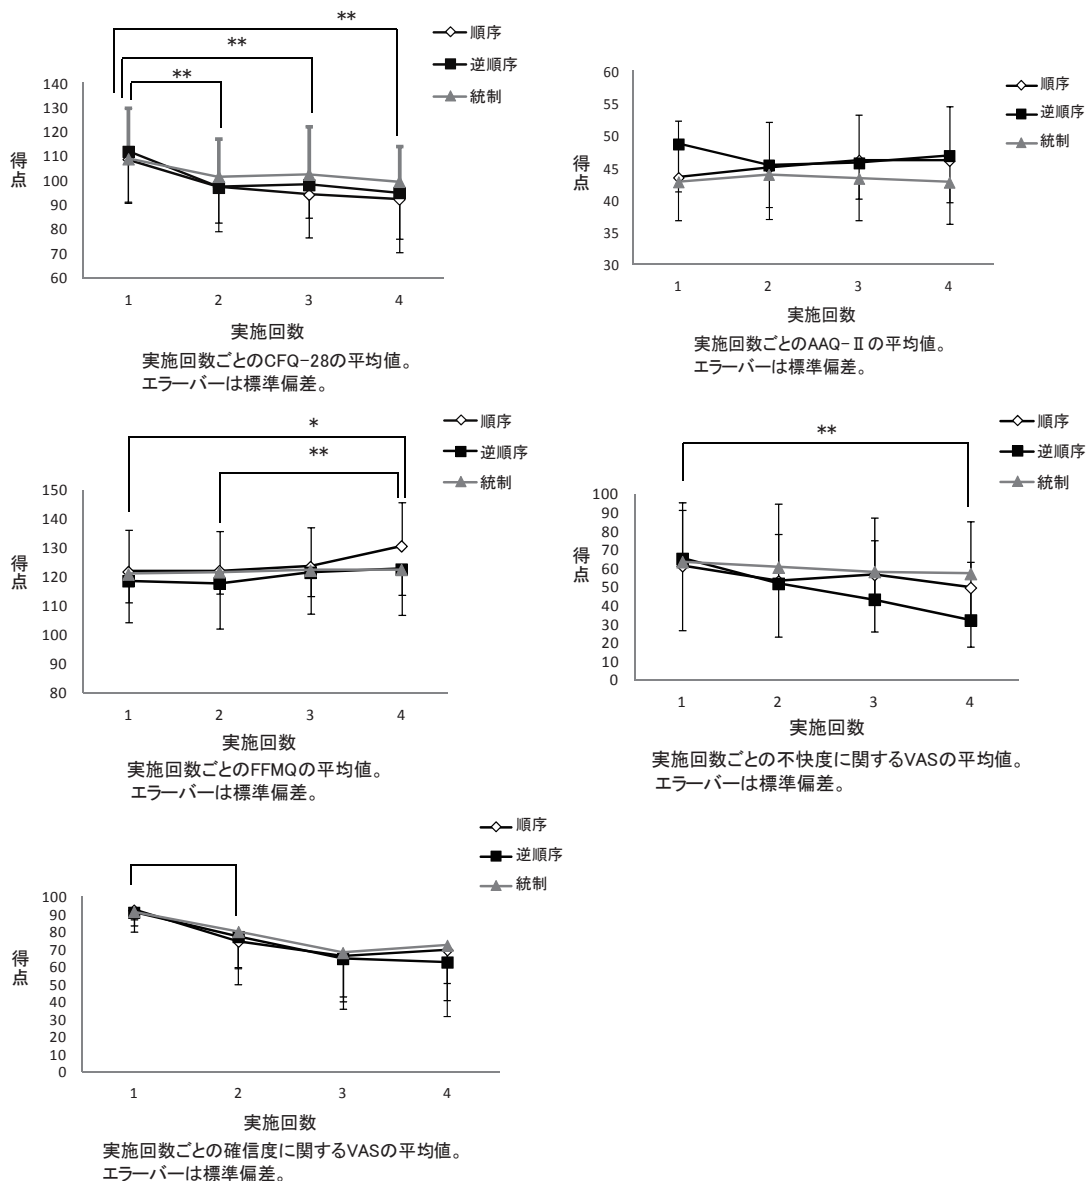 **
**
**
順序
逆順序
統制
得点
140
130
120
110
100
90
80
70
60
1 2 3 4
実施回数
実施回数ごとのCFQ-28の平均値。
エラーバーは標準偏差。
順序
逆順序
統制
得点
60
55
50
45
40
35
30
1 2 3 4
実施回数
実施回数ごとのAAQ-Ⅱの平均値。
エラーバーは標準偏差。
*
**
順序
逆順序
統制
得点
150
140
130
120
110
100
90
80
1 2 3 4
実施回数
実施回数ごとのFFMQの平均値。
エラーバーは標準偏差。
**
順序
逆順序
統制
得点
100
90
80
70
60
50
40
30
20
10
0
1 2 3 4
実施回数
実施回数ごとの不快度に関するVASの平均値。
エラーバーは標準偏差。
順序
逆順序
統制
得点
100
90
80
70
60
50
40
30
20
10
0
1 2 3 4
実施回数
実施回数ごとの確信度に関するVASの平均値。
エラーバーは標準偏差。